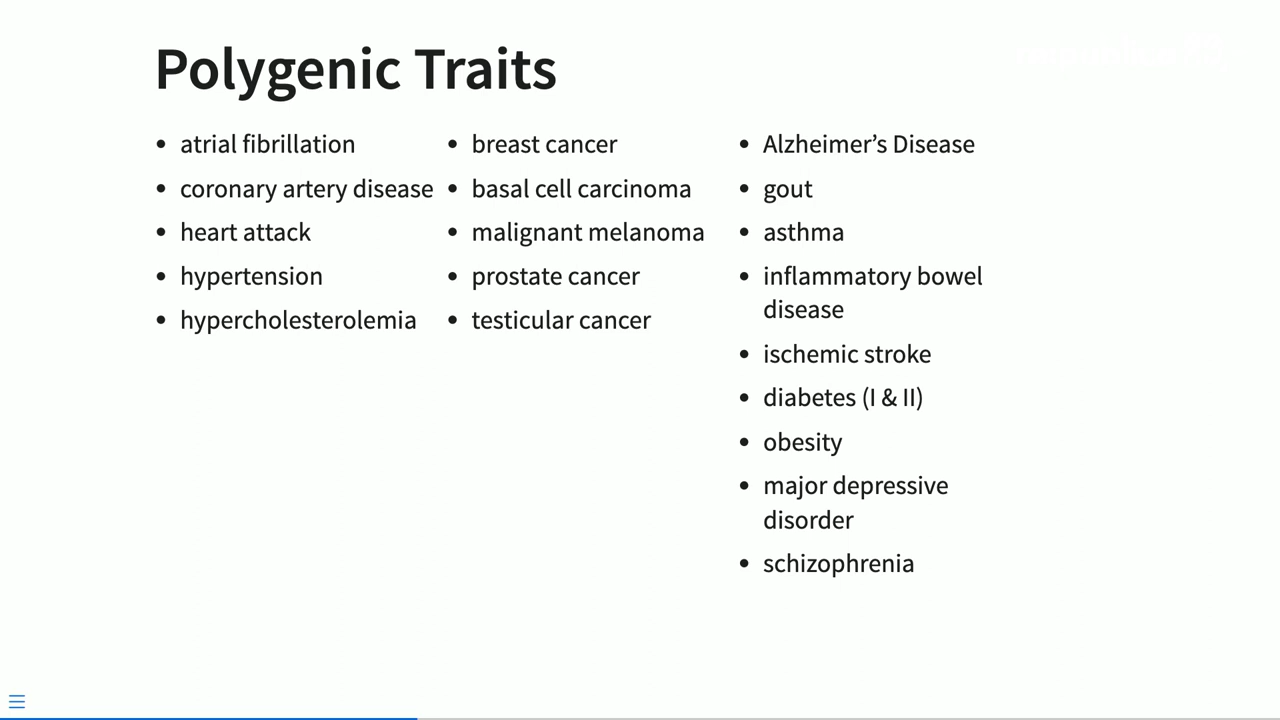 Polygenic Traits
• atrial fibrillation
• coronary artery disease
• heart attack
• hypertension
• hypercholesterolemia
• breast cancer
• basal cell carcinoma
• malignant melanoma
• prostate cancer
• testicular cancer
• Alzheimer’s Disease
• gout
• asthma
• inflammatory bowel
disease
• ischemic stroke
• diabetes (I & II)
• obesity
• major depressive
disorder
• schizophrenia